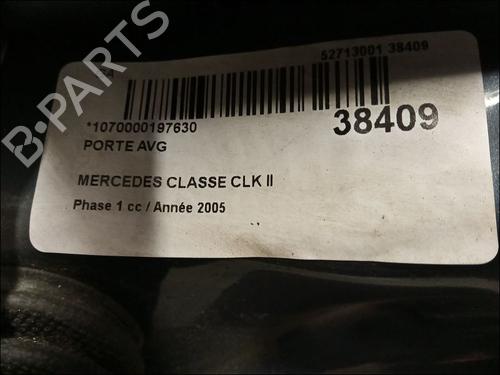 52713001 38409
*1070000197630
38409
PORTE AVG
MERCEDES CLASSE CLK II
Phase 1 cc / Année 2005
B-PARTS